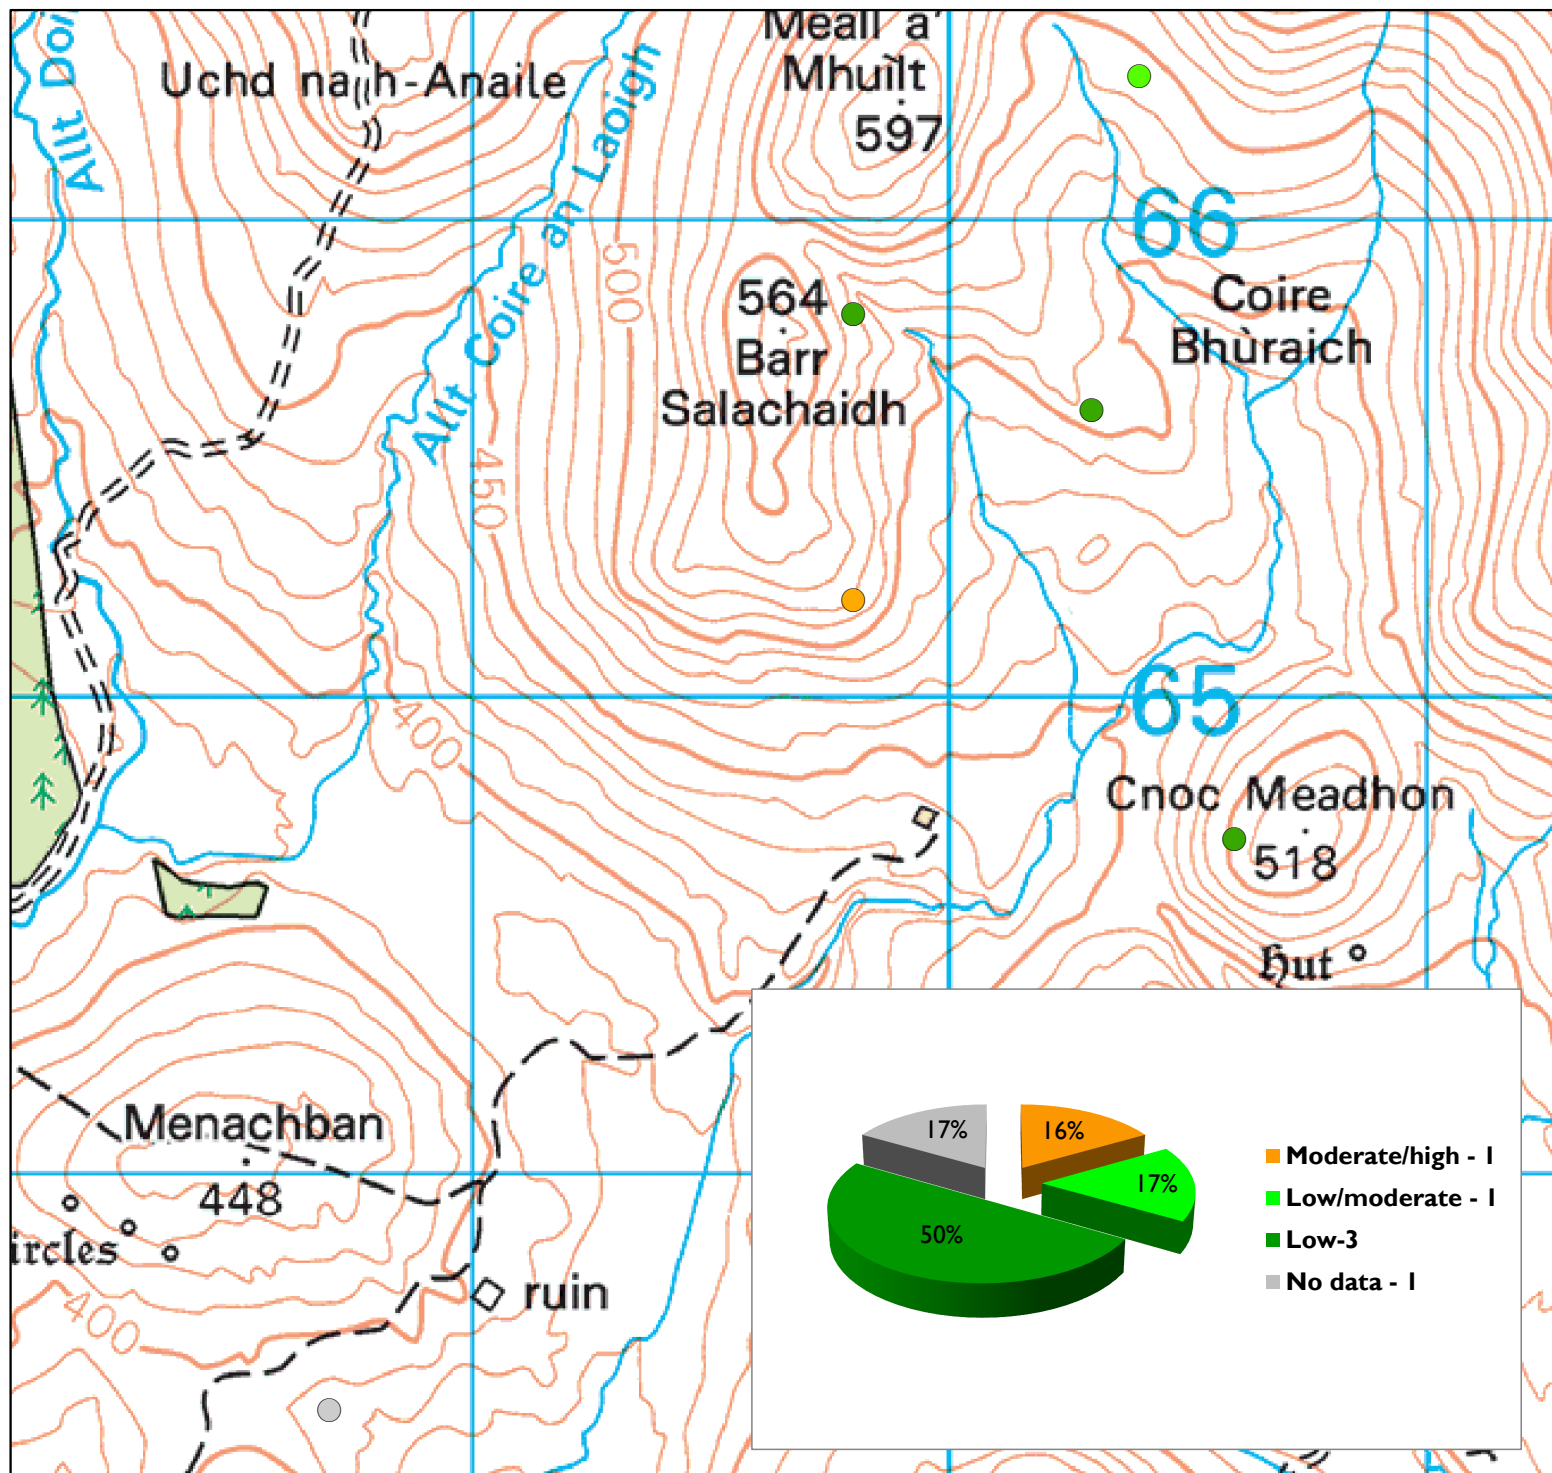 Meall a'
Mhuilt
597
Uchd na h-Anaile
Allt Doi
Allt Coire an Laoigh
66
500
564
Barr
Salachaidh
Coire
Bhùraich
450
65
400
Cnoc Meadhon
518
Hut
Menachban
448
ircles
400
ruin
17%
16%
17%
50%
Moderate/high - 1
Low/moderate - 1
Low-3
No data - 1